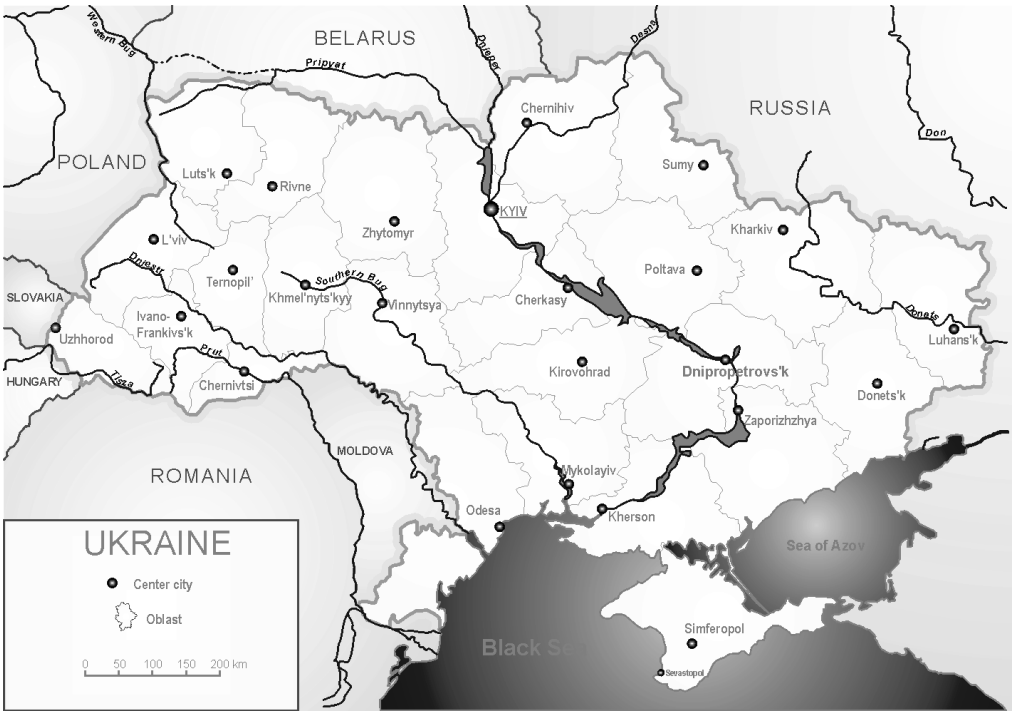 Western Bug
BELARUS
Dnieper
Desna
Pripyat
Chernihiv
RUSSIA
Don
POLAND
Luts'k
Rivne
Sumy
KYIV
Zhytomyr
Kharkiv
L'viv
Dniestr
Ternopil'
Khmel'nyts'kyy
Southern Bug
Vinnytsya
Cherkasy
Poltava
SLOVAKIA
Uzhhorod
Ivano-
Frankivs'k
Donets
Luhans'k
Prut
HUNGARY
Tisza
Chernivtsi
Kirovohrad
Dnipropetrovs'k
Donets'k
Zaporizhzhya
MOLDOVA
ROMANIA
Mykolayiv
Odesa
Kherson
UKRAINE
Center city
Oblast
0 50 100 150 200 km
Sea of Azov
Simferopol
Black Sea
Sevastopol